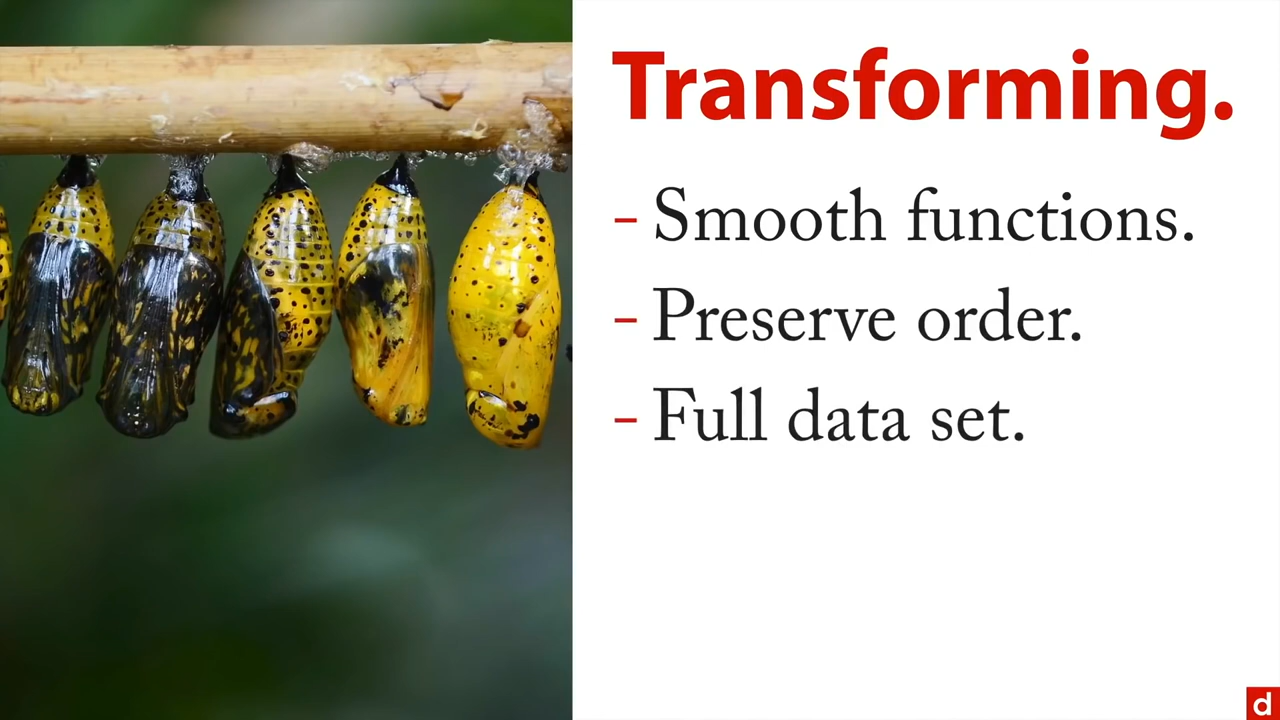 Transforming.
– Smooth functions.
– Preserve order.
– Full data set.
d